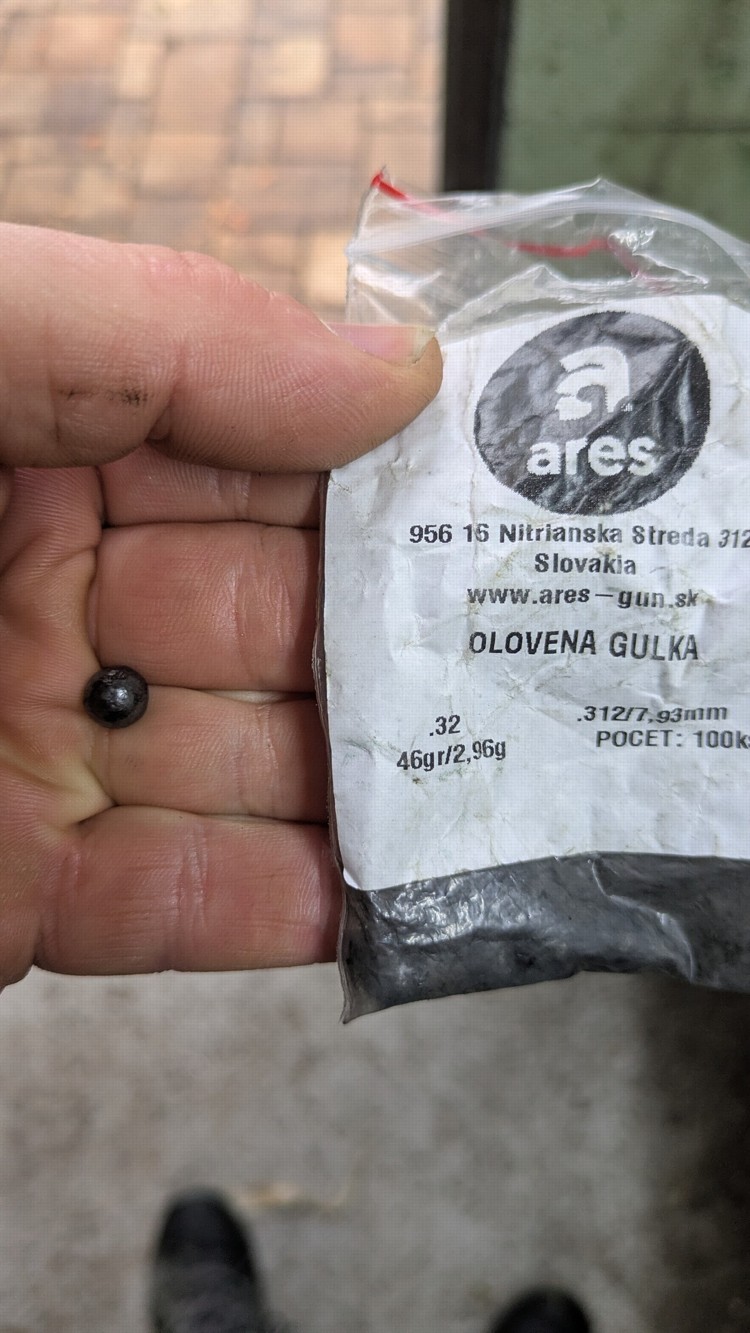 a
ares
956 16 Nitrianska Streda 312
Slovakia
www.ares-gun.sk
OLOVENA GULKA
.32
.312/7,93mm
46gr/2,96g
POCET: 100ks